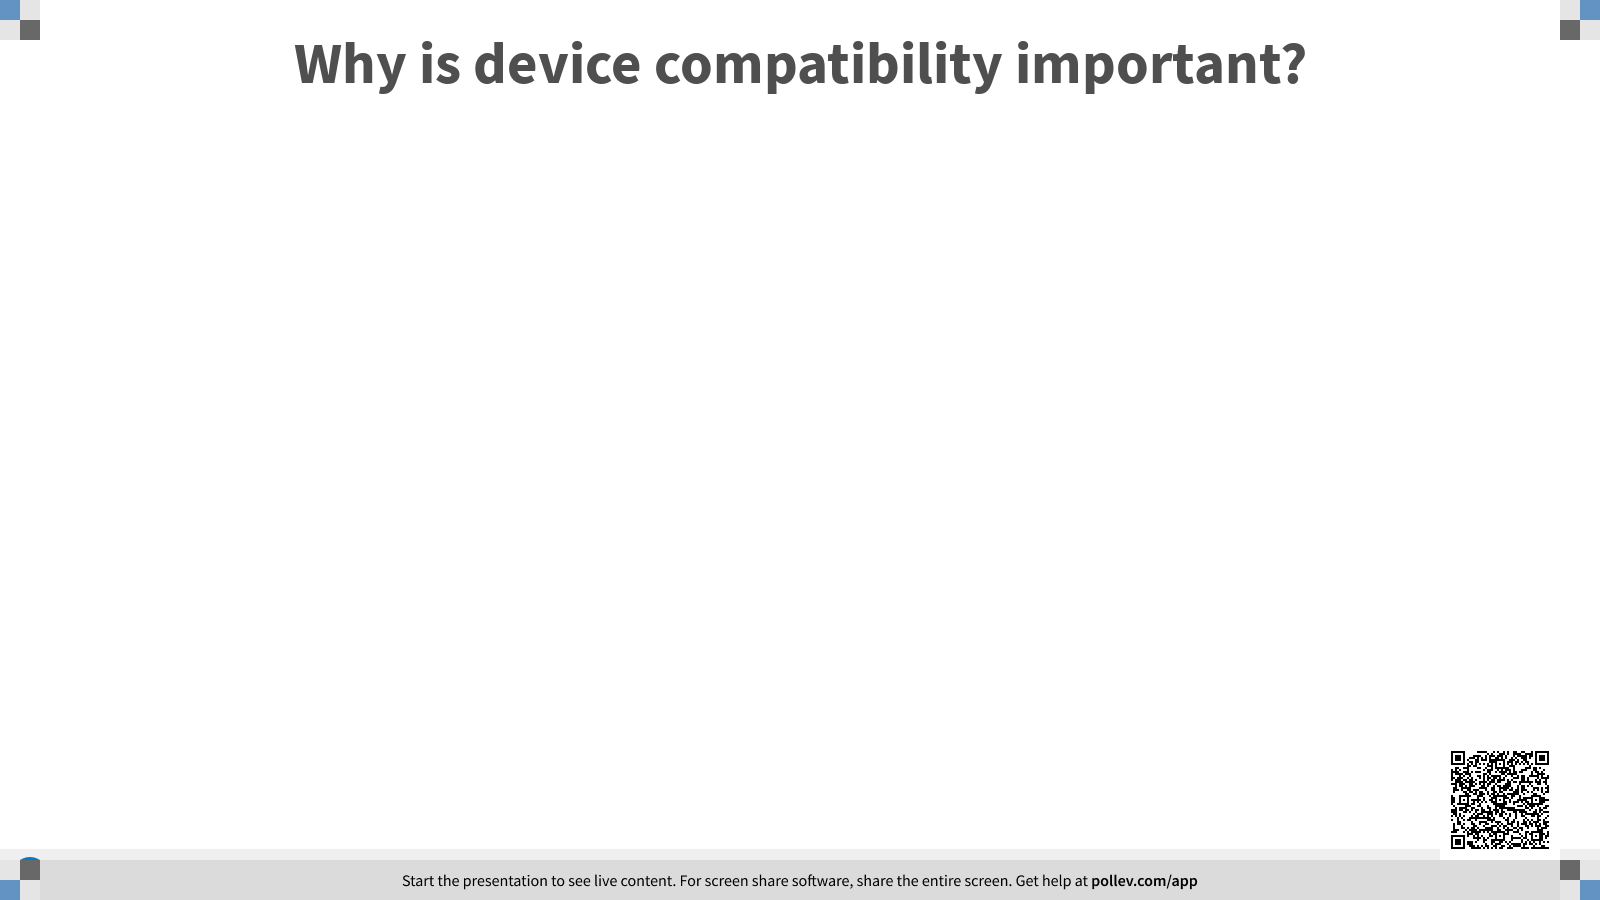 Why is device compatibility important?
Start the presentation to see live content. For screen share software, share the entire screen. Get help at pollev.com/app